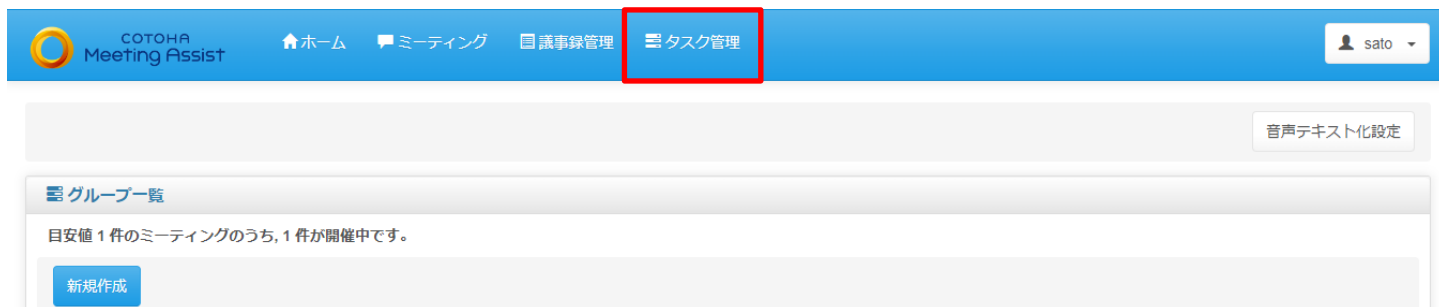 COTOHA
Meeting Assist
ホーム ミーティング 議事録管理 タスク管理 sato
音声テキスト化設定
グループ一覧
目安値 1 件のミーティングのうち, 1 件が開催中です。
新規作成